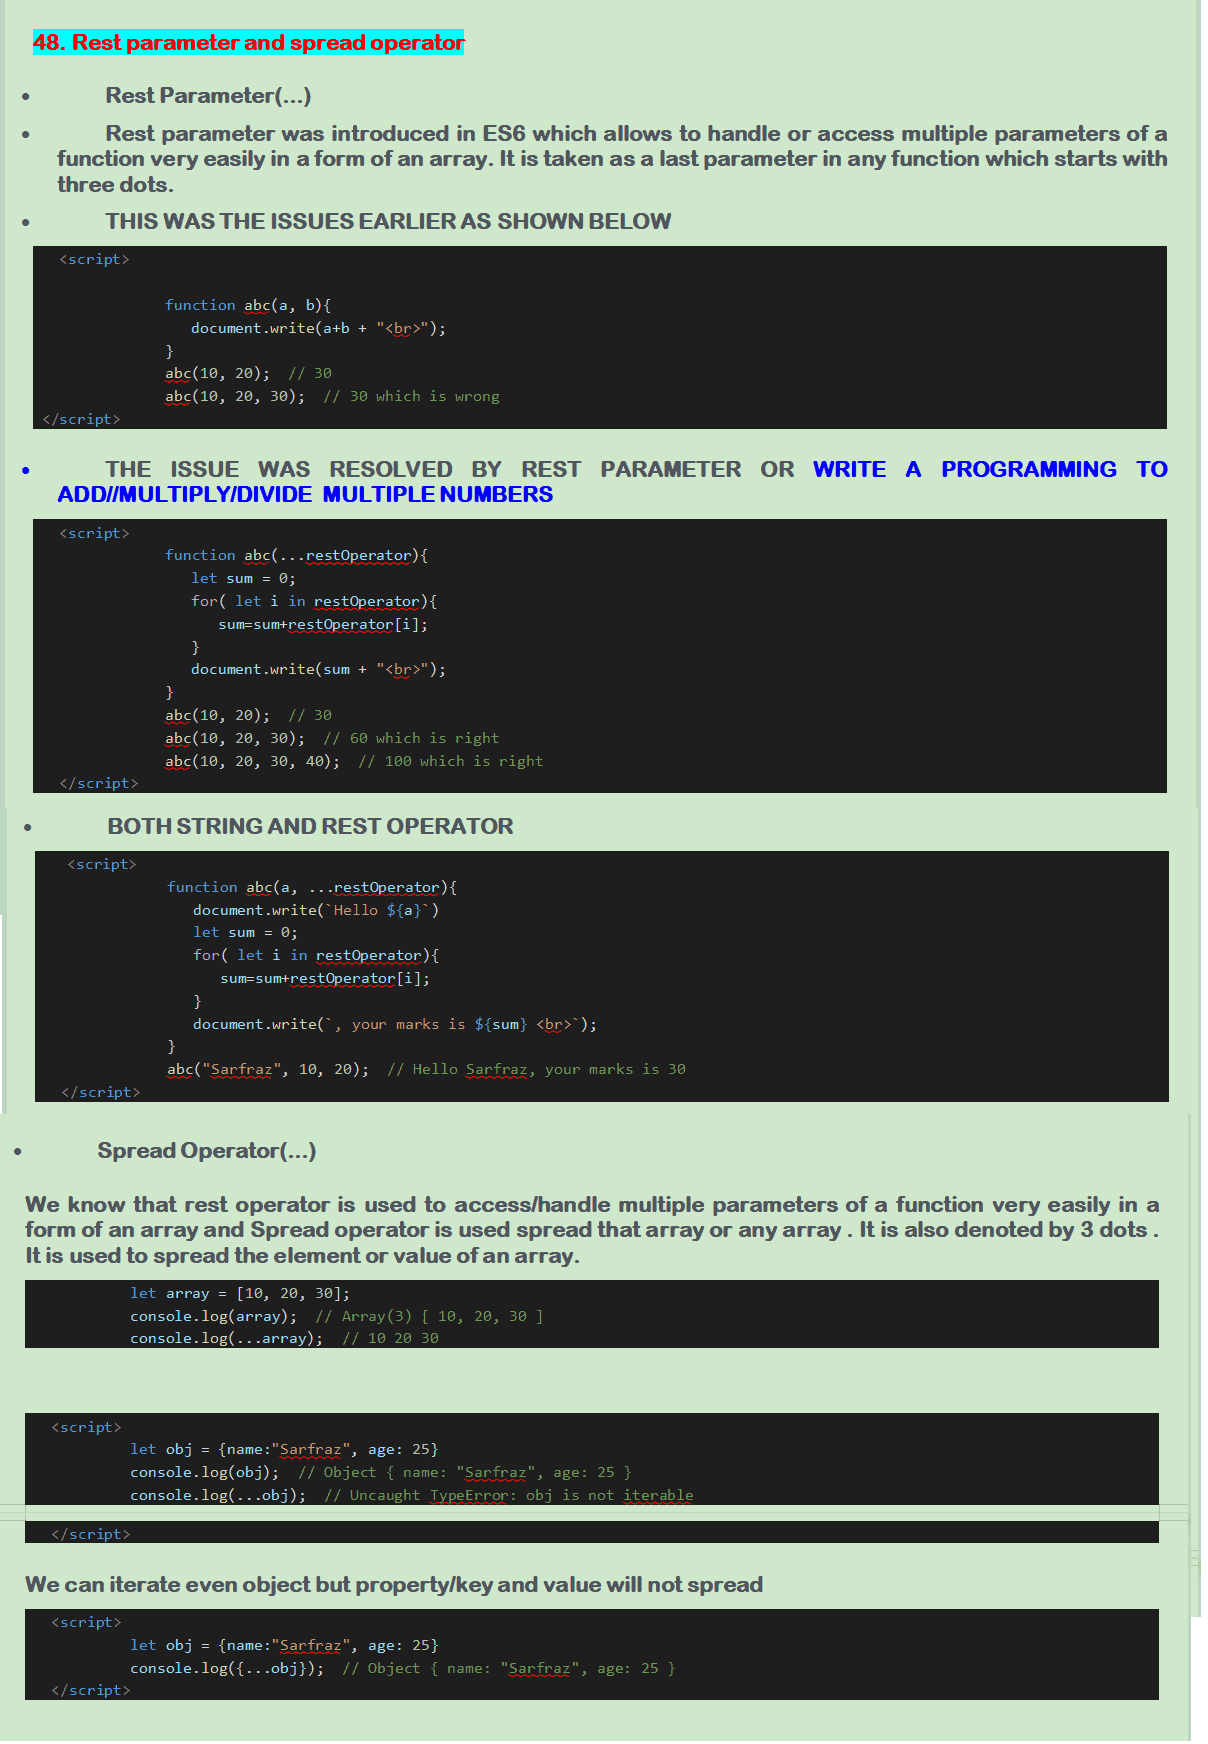 48. Rest parameter and spread operator
• Rest Parameter(...)
• Rest parameter was introduced in ES6 which allows to handle or access multiple parameters of a
function very easily in a form of an array. It is taken as a last parameter in any function which starts with
three dots.
• THIS WAS THE ISSUES EARLIER AS SHOWN BELOW
<script>
function abc(a, b){
document.write(a+b + "<br>");
}
abc(10, 20);  // 30
abc(10, 20, 30);  // 30 which is wrong
</script>
• THE ISSUE WAS RESOLVED BY REST PARAMETER OR WRITE A PROGRAMMING TO
ADD//MULTIPLY/DIVIDE MULTIPLE NUMBERS
<script>
function abc(...restOperator){
let sum = 0;
for( let i in restOperator){
sum=sum+restOperator[i];
}
document.write(sum + "<br>");
}
abc(10, 20);  // 30
abc(10, 20, 30);  // 60 which is right
abc(10, 20, 30, 40);  // 100 which is right
</script>
• BOTH STRING AND REST OPERATOR
<script>
function abc(a, ...restOperator){
document.write(`Hello ${a}`)
let sum = 0;
for( let i in restOperator){
sum=sum+restOperator[i];
}
document.write(`, your marks is ${sum} <br>`);
}
abc("Sarfraz", 10, 20);  // Hello Sarfraz, your marks is 30
</script>
• Spread Operator(...)
We know that rest operator is used to access/handle multiple parameters of a function very easily in a
form of an array and Spread operator is used spread that array or any array . It is also denoted by 3 dots .
It is used to spread the element or value of an array.
let array = [10, 20, 30];
console.log(array);  // Array(3) [ 10, 20, 30 ]
console.log(...array);  // 10 20 30
<script>
let obj = {name:"Sarfraz", age: 25}
console.log(obj);  // Object { name: "Sarfraz", age: 25 }
console.log(...obj);  // Uncaught TypeError: obj is not iterable
</script>
We can iterate even object but property/key and value will not spread
<script>
let obj = {name:"Sarfraz", age: 25}
console.log({...obj});  // Object { name: "Sarfraz", age: 25 }
</script>